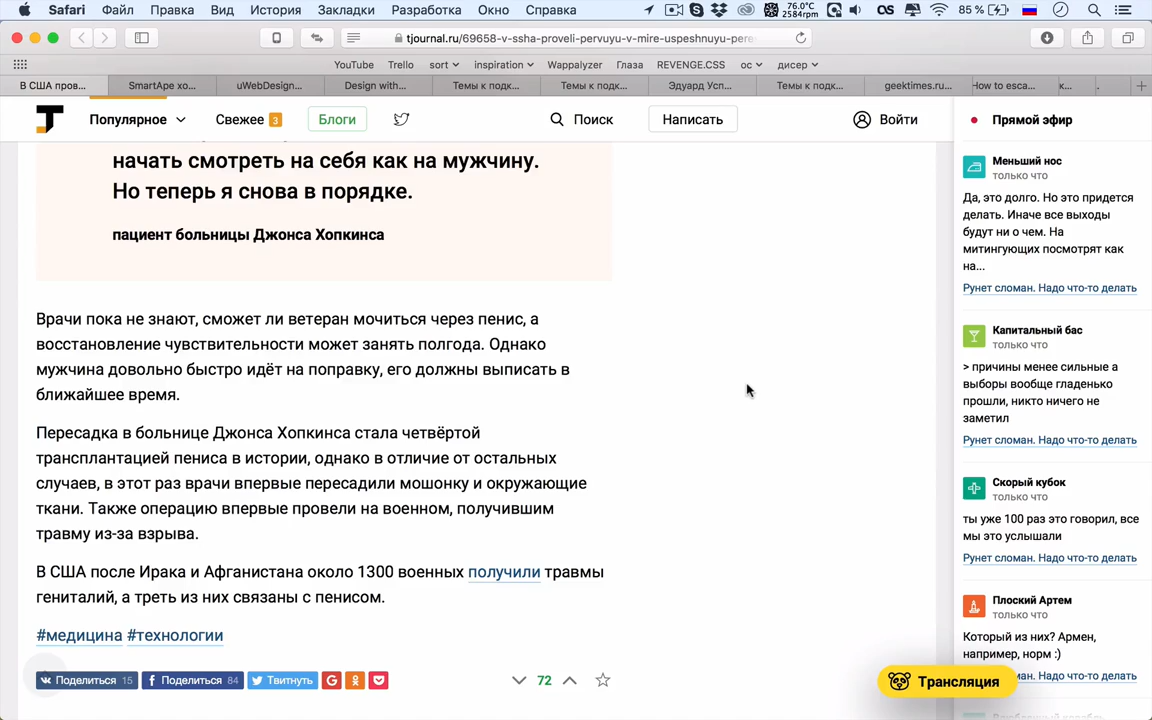 Safari Файл Правка Вид История Закладки Разработка Окно Справка
76.0°C
2584rpm
85 %
tjournal.ru/69658-v-ssha-proveli-pervuyu-v-mire-uspeshnuyu-pere
YouTube Trello sort inspiration Wappalyzer Глаза REVENGE.CSS ос дисер
В США пров... SmartApe хо... uWebDesign... Design with... Темы к подк... Темы к подк... Эдуард Усп... Темы к подк... geektimes.ru... How to esca... к... .
Популярное Свежее 3 Блоги Поиск Написать Войти
начать смотреть на себя как на мужчину.
Но теперь я снова в порядке.
пациент больницы Джонса Хопкинса
Врачи пока не знают, сможет ли ветеран мочиться через пенис, а
восстановление чувствительности может занять полгода. Однако
мужчина довольно быстро идёт на поправку, его должны выписать в
ближайшее время.
Пересадка в больнице Джонса Хопкинса стала четвёртой
трансплантацией пениса в истории, однако в отличие от остальных
случаев, в этот раз врачи впервые пересадили мошонку и окружающие
ткани. Также операцию впервые провели на военном, получившим
травму из-за взрыва.
В США после Ирака и Афганистана около 1300 военных получили травмы
гениталий, а треть из них связаны с пенисом.
#медицина #технологии
Поделиться 15 Поделиться 84 Твитнуть
72
Прямой эфир
Меньший нос
только что
Да, это долго. Но это придется
делать. Иначе все выходы
будут ни о чем. На
митингующих посмотрят как
на...
Рунет сломан. Надо что-то делать
Капитальный бас
только что
> причины менее сильные а
выборы вообще гладенько
прошли, никто ничего не
заметил
Рунет сломан. Надо что-то делать
Скорый кубок
только что
ты уже 100 раз это говорил, все
мы это услышали
Рунет сломан. Надо что-то делать
Плоский Артем
только что
Который из них? Армен,
например, норм :)
ман. Надо что-то делать
Трансляция